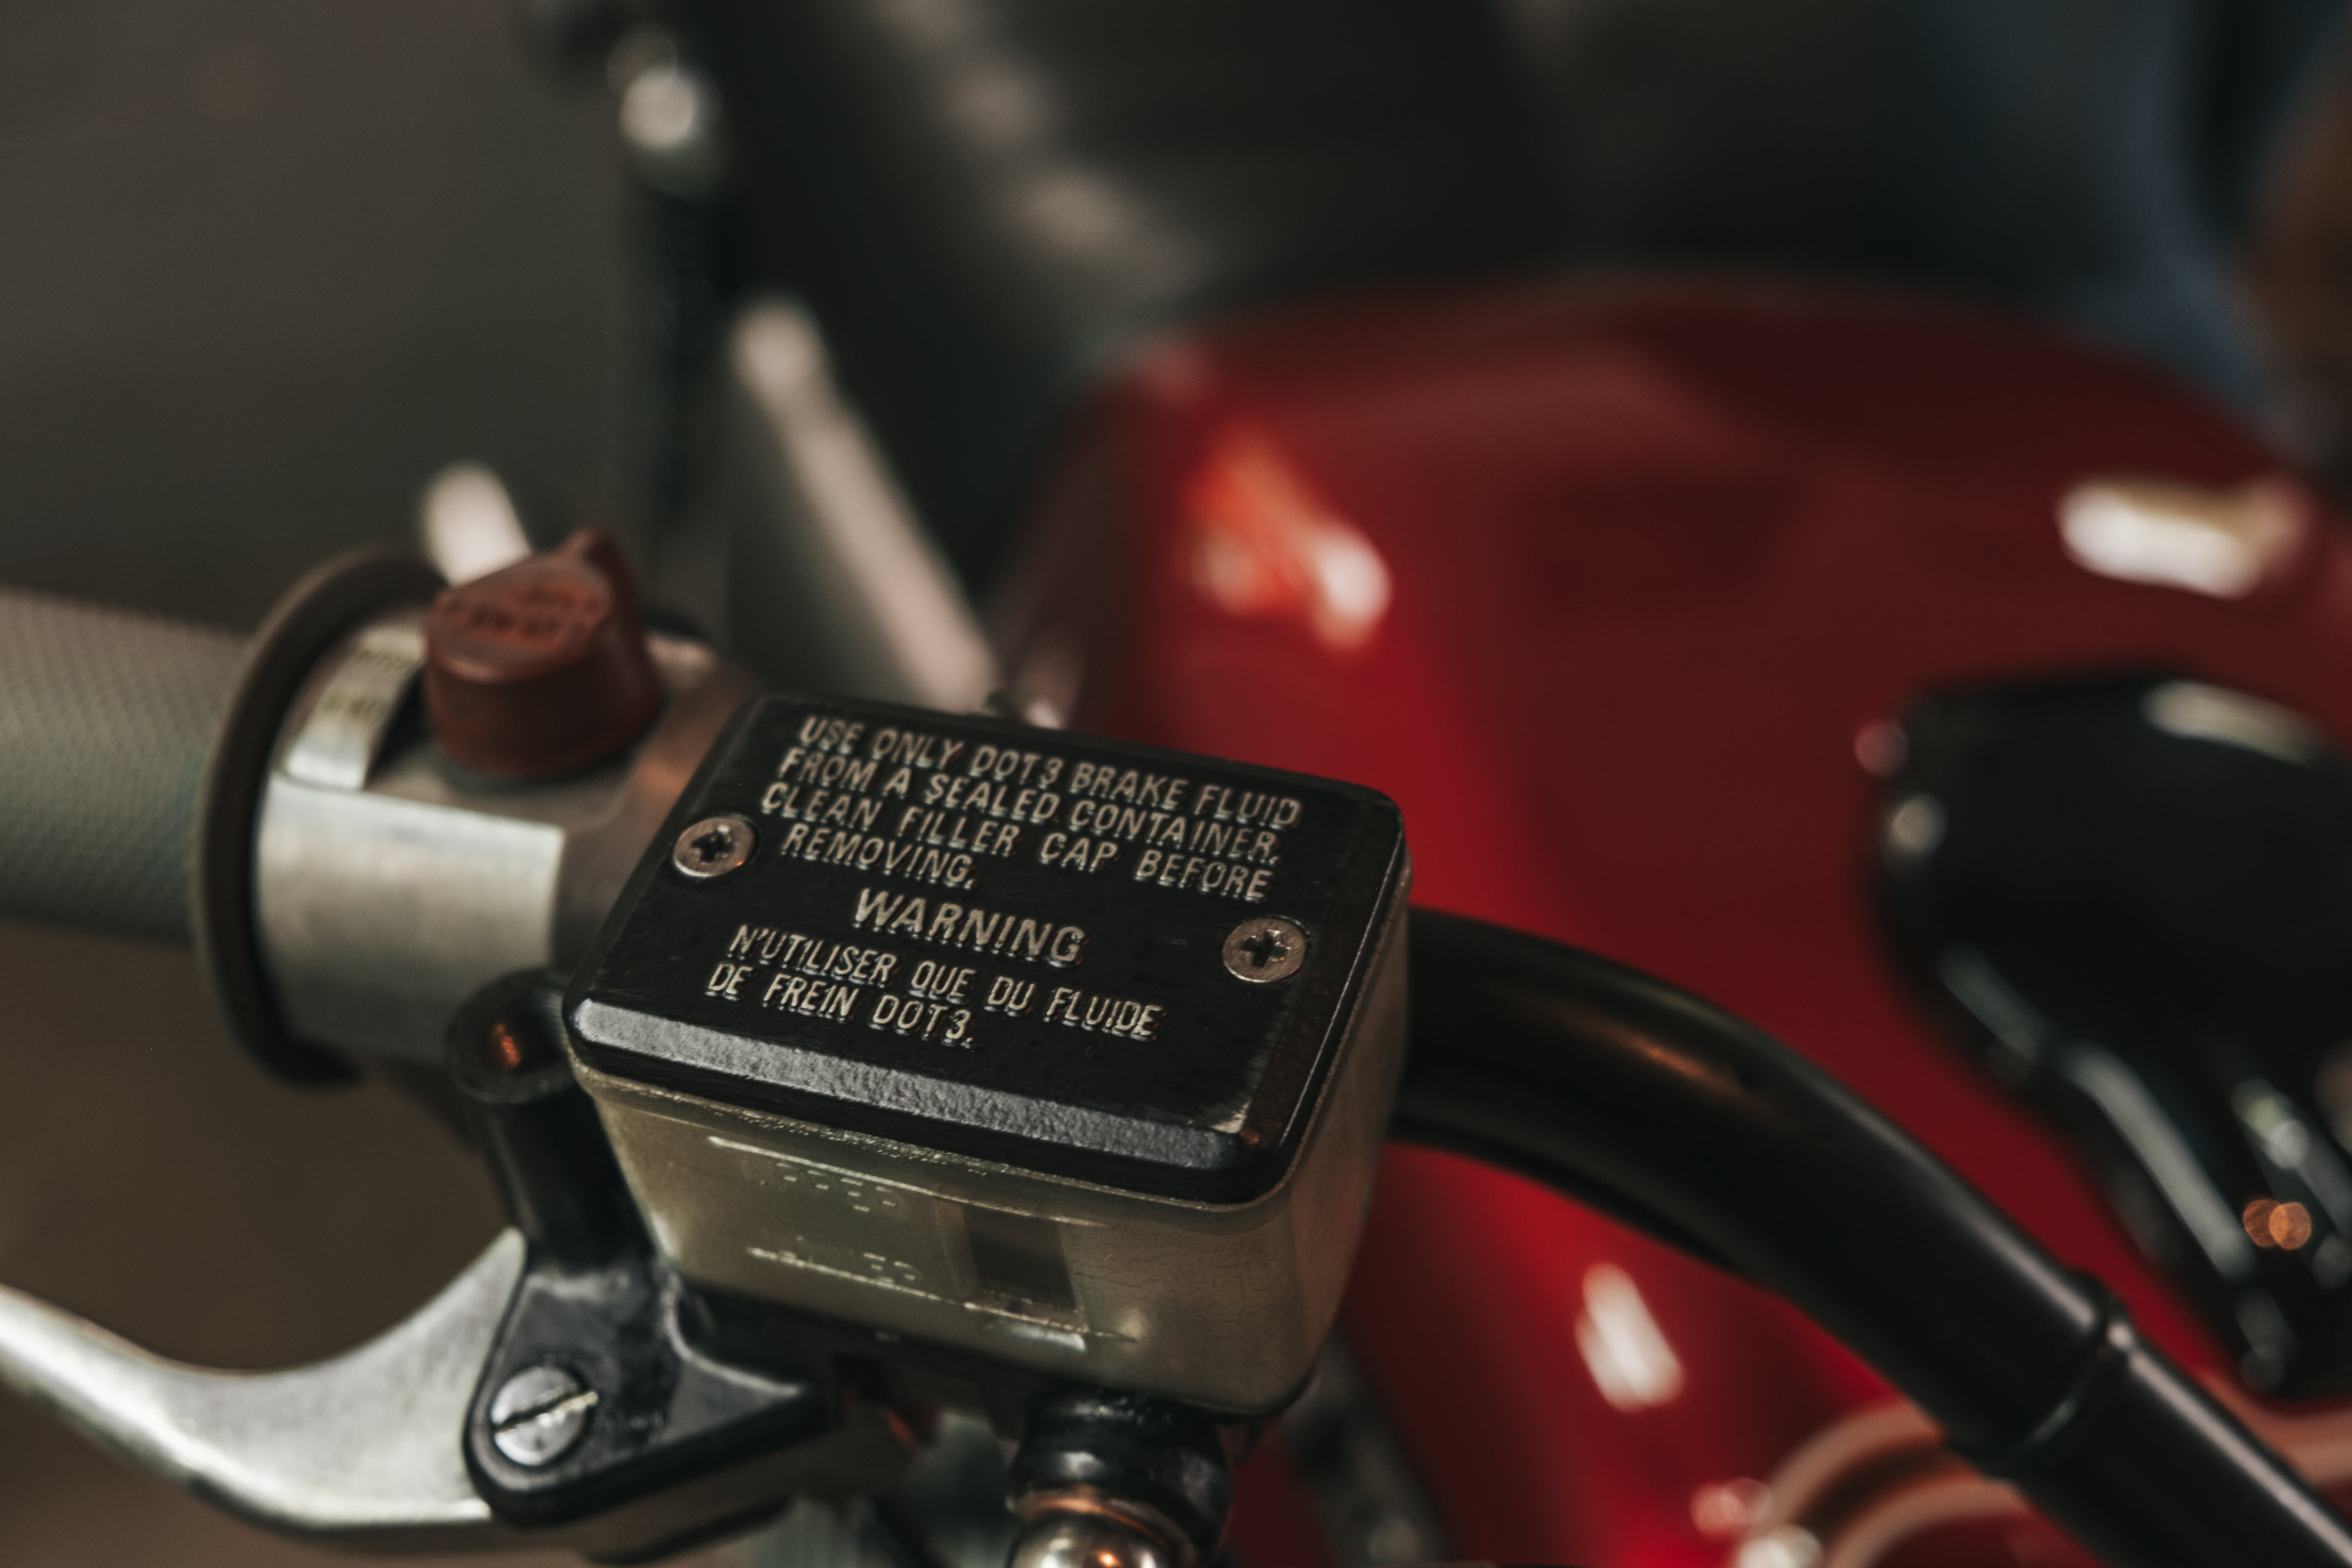 USE ONLY DOT3 BRAKE FLUID
FROM A SEALED CONTAINER.
CLEAN FILLER CAP BEFORE
REMOVING.
WARNING
N'UTILISER QUE DU FLUIDE
DE FREIN DOT3.